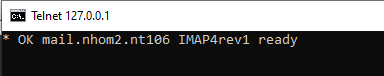 Telnet 127.0.0.1
* OK mail.nhom2.nt106 IMAP4rev1 ready